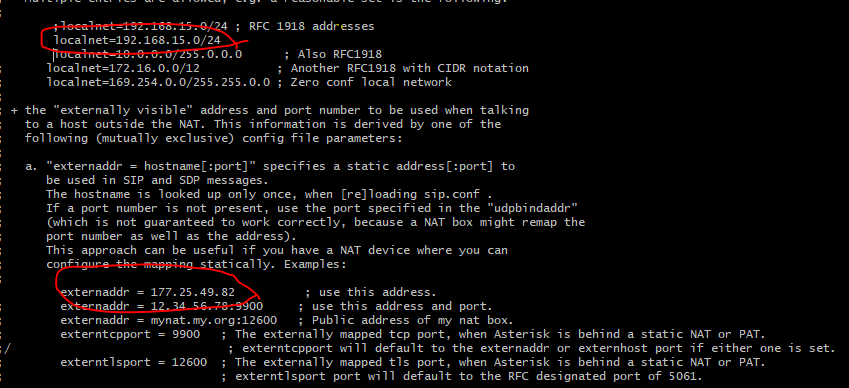 ;localnet=192.168.15.0/24 ; RFC 1918 addresses
localnet=192.168.15.0/24
localnet=10.0.0.0/255.0.0.0 ; Also RFC1918
; localnet=172.16.0.0/12 ; Another RFC1918 with CIDR notation
; localnet=169.254.0.0/255.255.0.0 ; Zero conf local network
;
; + the "externally visible" address and port number to be used when talking
; to a host outside the NAT. This information is derived by one of the
; following (mutually exclusive) config file parameters:
;
; a. "externaddr = hostname[:port]" specifies a static address[:port] to
; be used in SIP and SDP messages.
; The hostname is looked up only once, when [re]loading sip.conf .
; If a port number is not present, use the port specified in the "udpbindaddr"
; (which is not guaranteed to work correctly, because a NAT box might remap the
; port number as well as the address).
; This approach can be useful if you have a NAT device where you can
; configure the mapping statically. Examples:
;
externaddr = 177.25.49.82 ; use this address.
; externaddr = 12.34.56.78:9900 ; use this address and port.
; externaddr = mynat.my.org:12600 ; Public address of my nat box.
; externtcpport = 9900 ; The externally mapped tcp port, when Asterisk is behind a static NAT or PAT.
;/ ; externtcpport will default to the externaddr or externhost port if either one is set.
; externtlsport = 12600 ; The externally mapped tls port, when Asterisk is behind a static NAT or PAT.
; ; externtlsport port will default to the RFC designated port of 5061.